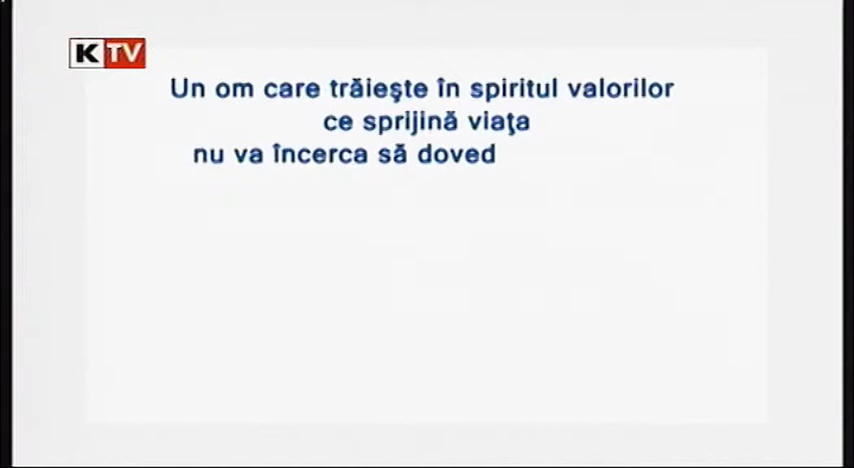 KTV
Un om care trăieşte în spiritul valorilor
ce sprijină viaţa
nu va încerca să doved